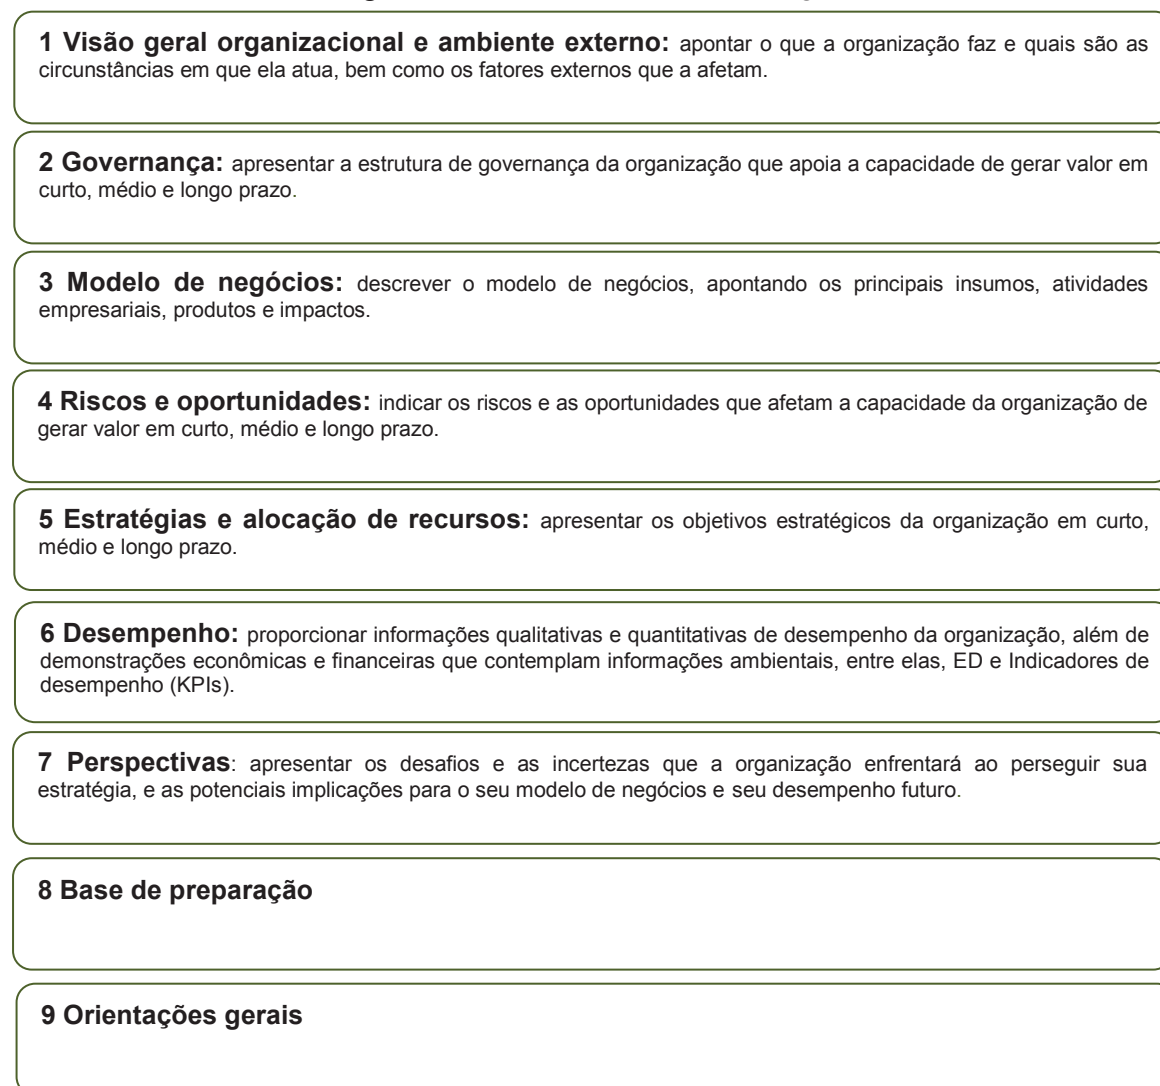 1 Visão geral organizacional e ambiente externo: apontar o que a organização faz e quais são as
circunstâncias em que ela atua, bem como os fatores externos que a afetam.
2 Governança: apresentar a estrutura de governança da organização que apoia a capacidade de gerar valor em
curto, médio e longo prazo.
3 Modelo de negócios: descrever o modelo de negócios, apontando os principais insumos, atividades
empresariais, produtos e impactos.
4 Riscos e oportunidades: indicar os riscos e as oportunidades que afetam a capacidade da organização de
gerar valor em curto, médio e longo prazo.
5 Estratégias e alocação de recursos: apresentar os objetivos estratégicos da organização em curto,
médio e longo prazo.
6 Desempenho: proporcionar informações qualitativas e quantitativas de desempenho da organização, além de
demonstrações econômicas e financeiras que contemplam informações ambientais, entre elas, ED e Indicadores de
desempenho (KPIs).
7 Perspectivas: apresentar os desafios e as incertezas que a organização enfrentará ao perseguir sua
estratégia, e as potenciais implicações para o seu modelo de negócios e seu desempenho futuro.
8 Base de preparação
9 Orientações gerais